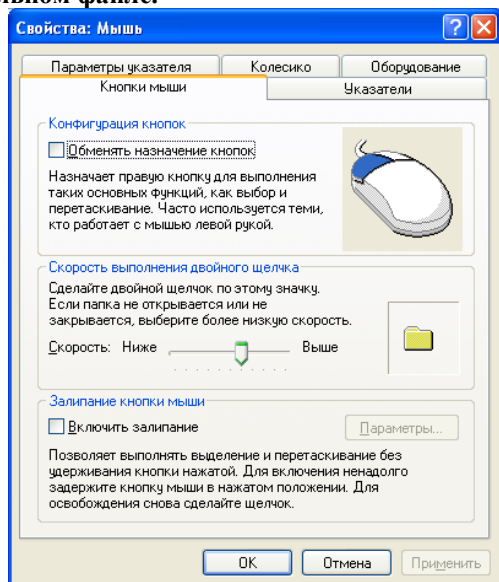 льном файле.
Свойства: Мышь
Параметры указателя Колесико Оборудование
Кнопки мыши Указатели
Конфигурация кнопок
Обменять назначение кнопок
Назначает правую кнопку для выполнения
таких основных функций, как выбор и
перетаскивание. Часто используется теми,
кто работает с мышью левой рукой.
Скорость выполнения двойного щелчка
Сделайте двойной щелчок по этому значку.
Если папка не открывается или не
закрывается, выберите более низкую скорость.
Скорость: Ниже Выше
Залипание кнопки мыши
Включить залипание Параметры...
Позволяет выполнять выделение и перетаскивание без
удерживания кнопки нажатой. Для включения ненадолго
задержите кнопку мыши в нажатом положении. Для
освобождения снова сделайте щелчок.
ОК Отмена Применить